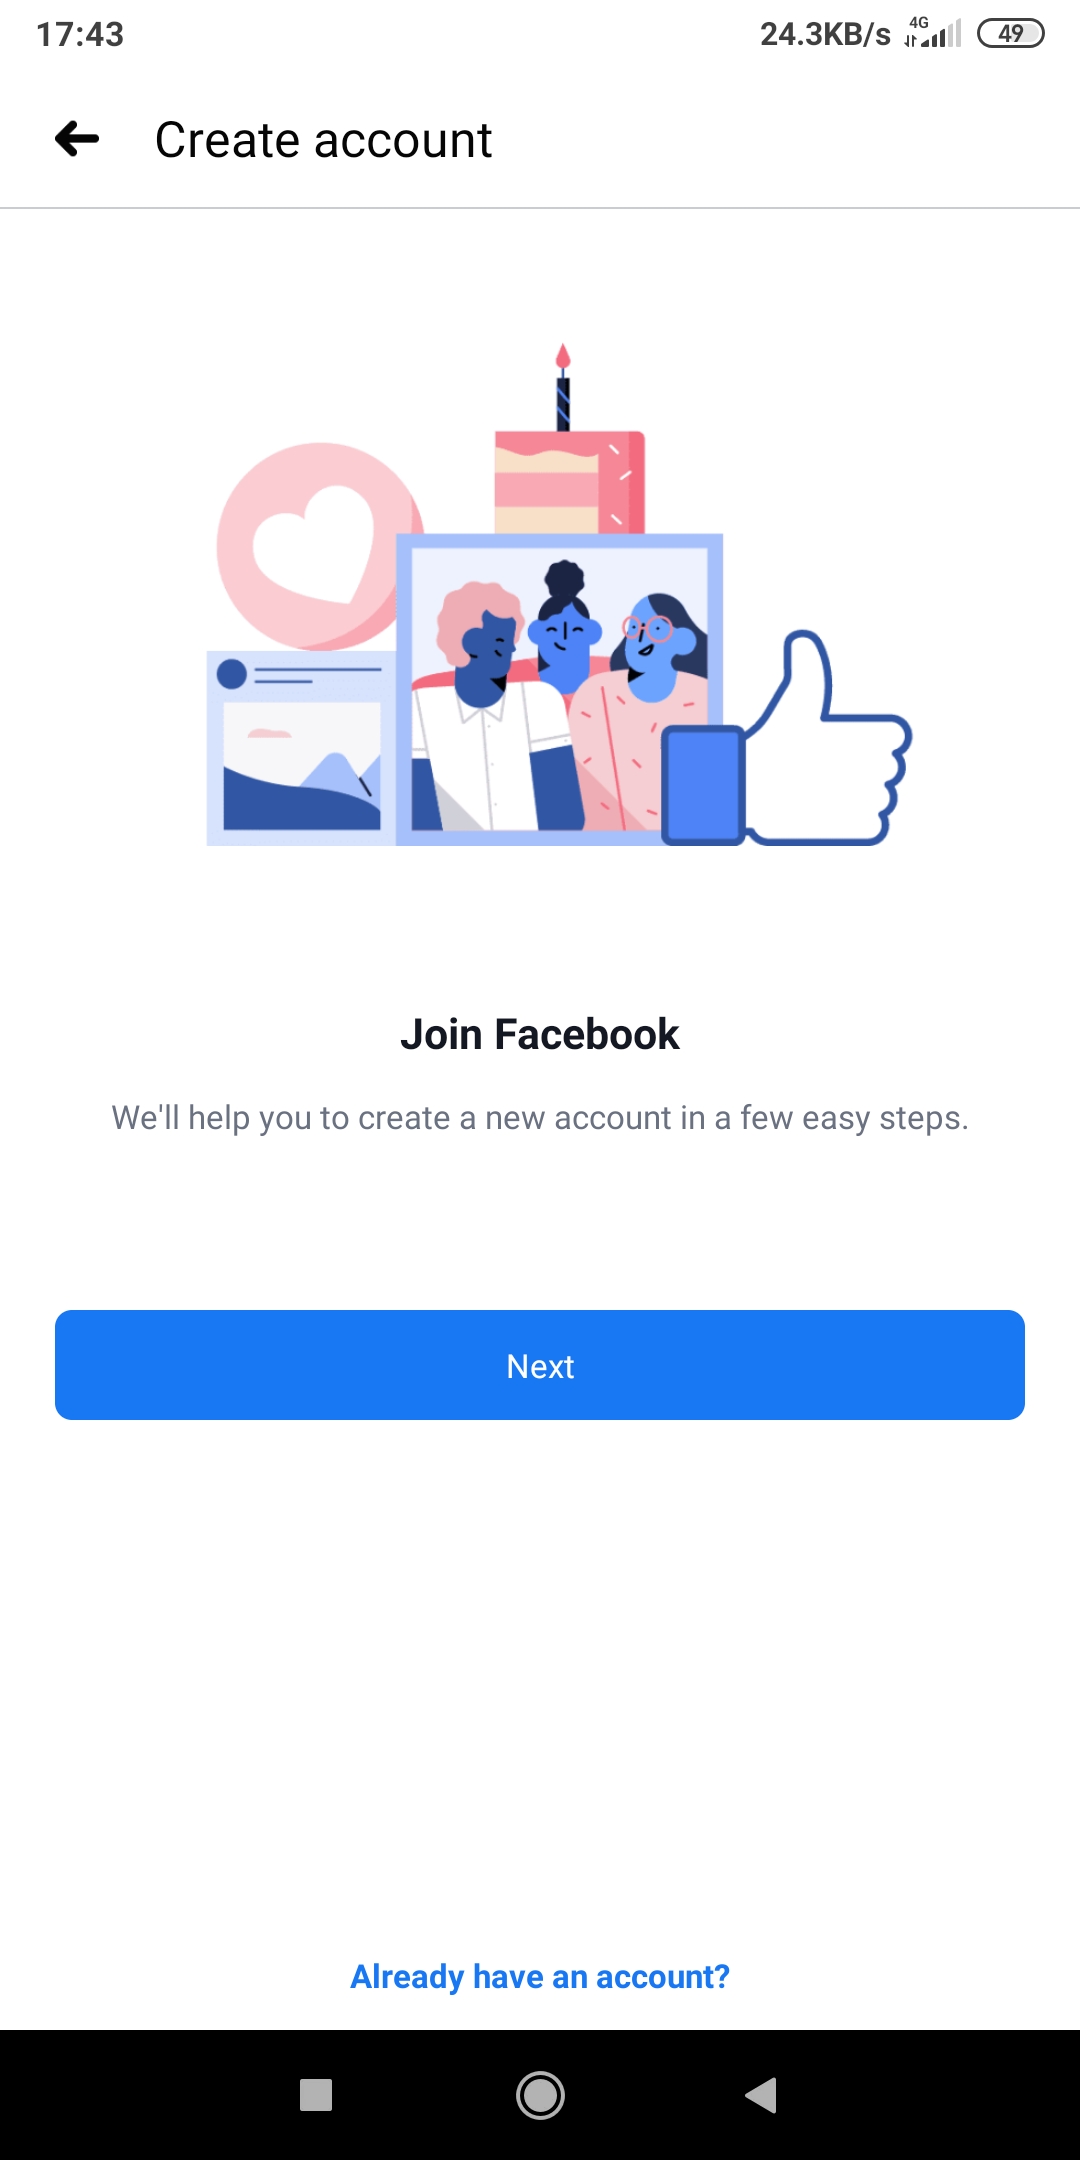 17:43
24.3KB/s 4G 49
Create account
Join Facebook
We'll help you to create a new account in a few easy steps.
Next
Already have an account?